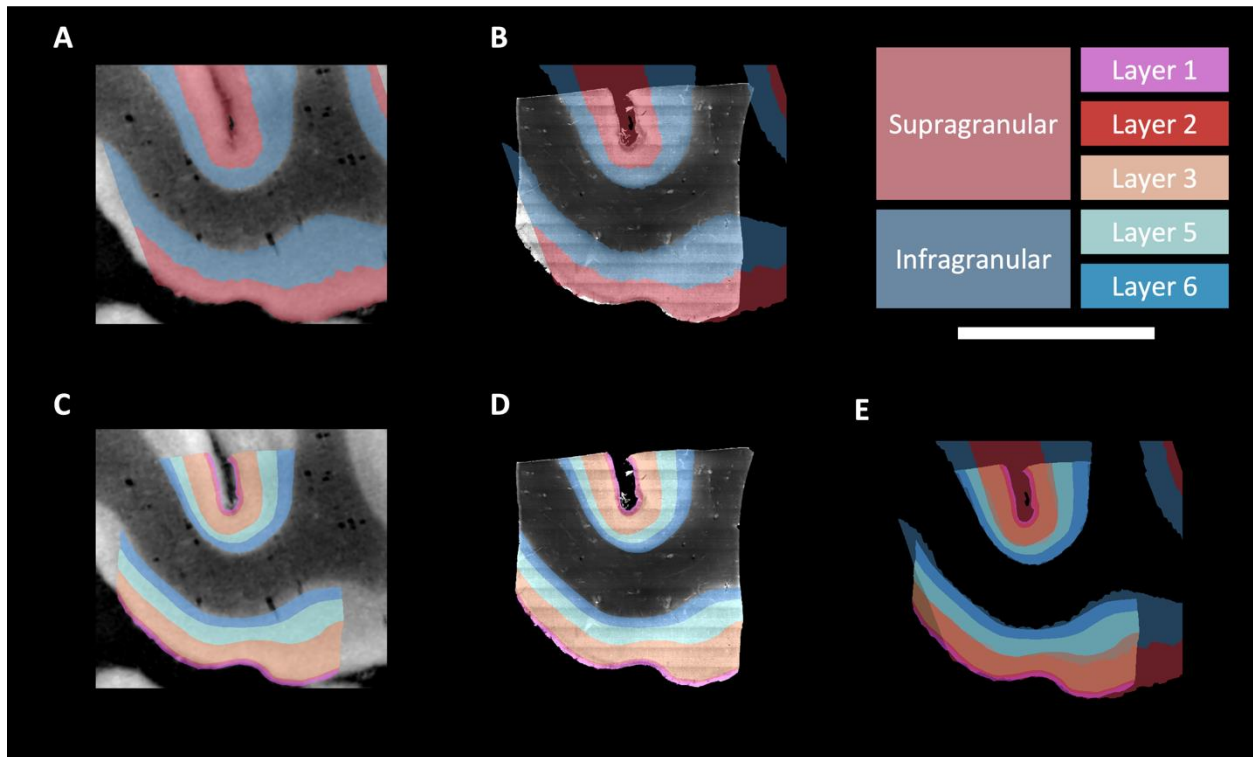 A
B
Supragranular
Infragranular
Layer 1
Layer 2
Layer 3
Layer 5
Layer 6
C
D
E